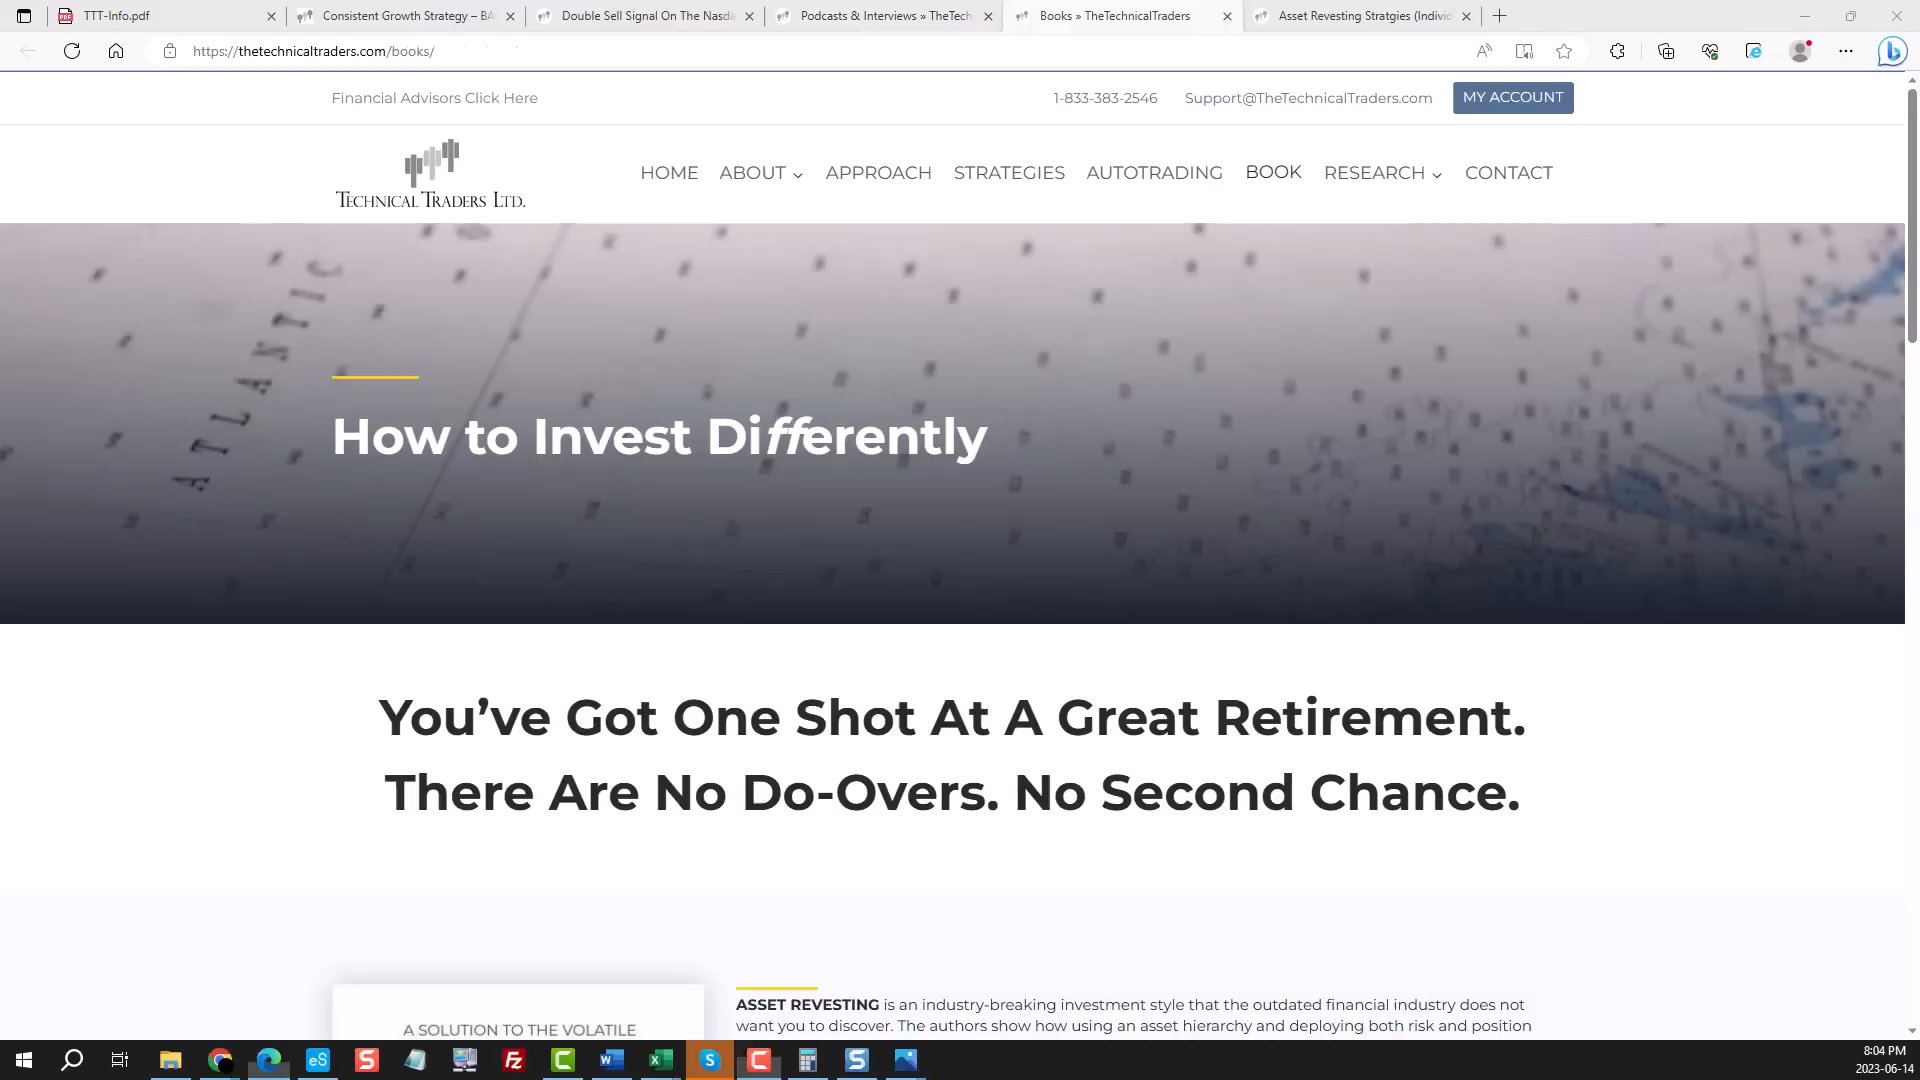 TTT-Info.pdf
Consistent Growth Strategy – BA
Double Sell Signal On The Nasda
Podcasts & Interviews » TheTech
Books » TheTechnicalTraders
Asset Revesting Stratgies (Individ
https://thetechnicaltraders.com/books/
Financial Advisors Click Here
1-833-383-2546
Support@TheTechnicalTraders.com
MY ACCOUNT
TECHNICAL TRADERS LTD.
HOME
ABOUT
APPROACH
STRATEGIES
AUTOTRADING
BOOK
RESEARCH
CONTACT
ATLANTIC
How to Invest Differently
You’ve Got One Shot At A Great Retirement.
There Are No Do-Overs. No Second Chance.
A SOLUTION TO THE VOLATILE
ASSET REVESTING is an industry-breaking investment style that the outdated financial industry does not
want you to discover. The authors show how using an asset hierarchy and deploying both risk and position
8:04 PM
2023-06-14